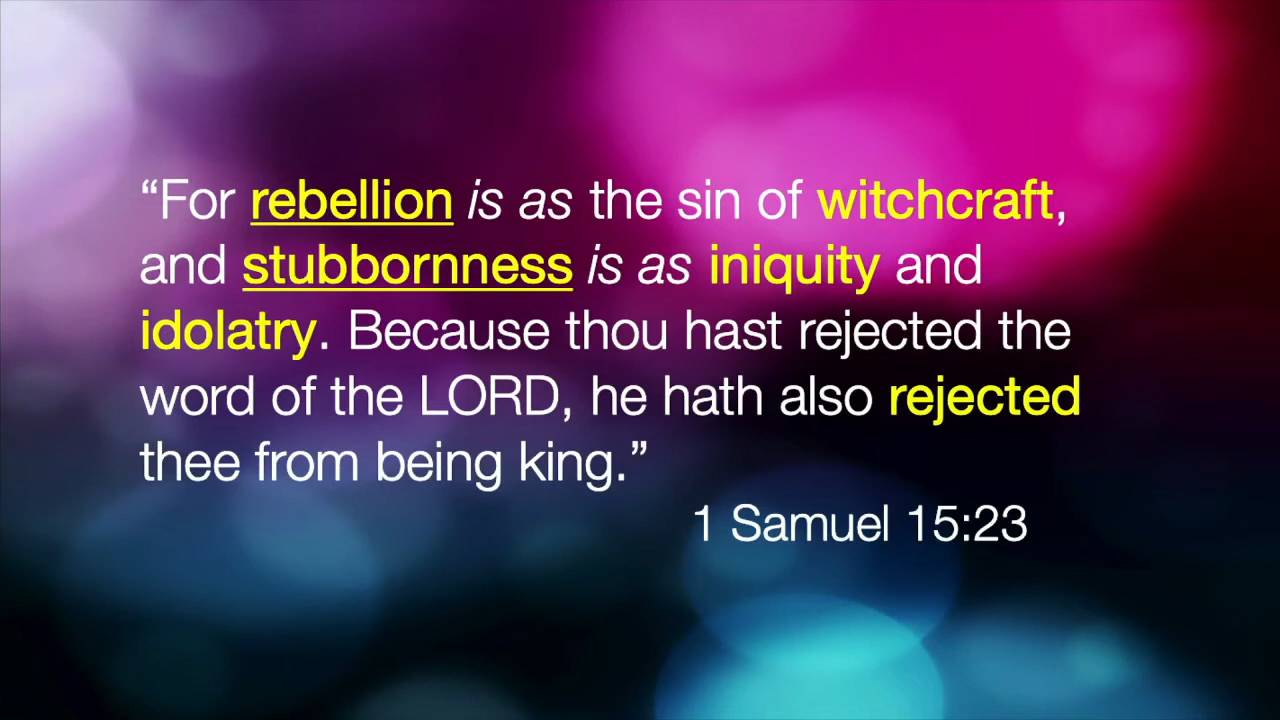 “For rebellion is as the sin of witchcraft,
and stubbornness is as iniquity and
idolatry. Because thou hast rejected the
word of the LORD, he hath also rejected
thee from being king.”
1 Samuel 15:23